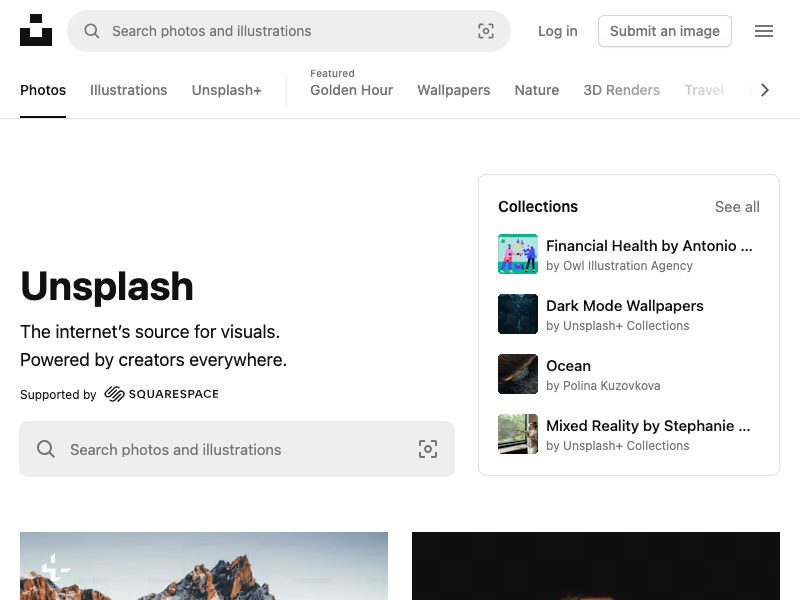 Search photos and illustrations
Log in
Submit an image
Photos
Illustrations
Unsplash+
Featured
Golden Hour
Wallpapers
Nature
3D Renders
Travel
Collections
See all
Financial Health by Antonio ...
by Owl Illustration Agency
Dark Mode Wallpapers
by Unsplash+ Collections
Ocean
by Polina Kuzovkova
Mixed Reality by Stephanie ...
by Unsplash+ Collections
Unsplash
The internet’s source for visuals.
Powered by creators everywhere.
Supported by SQUARESPACE
Search photos and illustrations